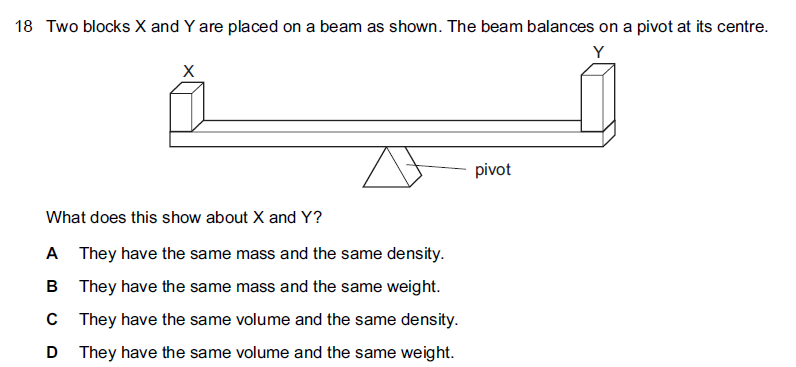 18 Two blocks X and Y are placed on a beam as shown. The beam balances on a pivot at its centre.
Y
X
pivot
What does this show about X and Y?
A They have the same mass and the same density.
B They have the same mass and the same weight.
C They have the same volume and the same density.
D They have the same volume and the same weight.